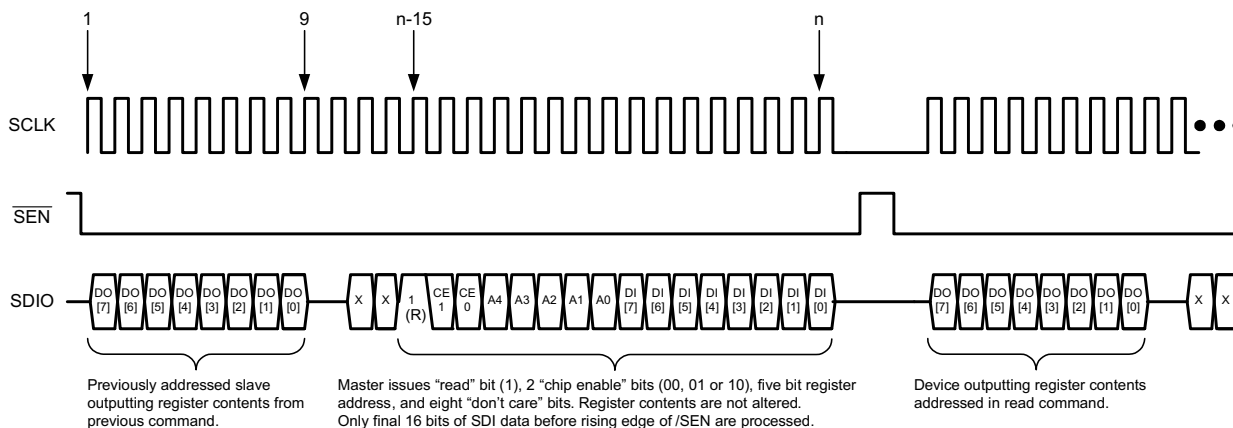 1 9 n-15 n
SCLK
SEN
SDIO
DO [7] DO [6] DO [5] DO [4] DO [3] DO [2] DO [1] DO [0] X X 1 (R) CE 1 CE 0 A4 A3 A2 A1 A0 DI [7] DI [6] DI [5] DI [4] DI [3] DI [2] DI [1] DI [0] DO [7] DO [6] DO [5] DO [4] DO [3] DO [2] DO [1] DO [0] X X
Previously addressed slave
outputting register contents from
previous command.
Master issues “read” bit (1), 2 “chip enable” bits (00, 01 or 10), five bit register
address, and eight “don’t care” bits. Register contents are not altered.
Only final 16 bits of SDI data before rising edge of /SEN are processed.
Device outputting register contents
addressed in read command.